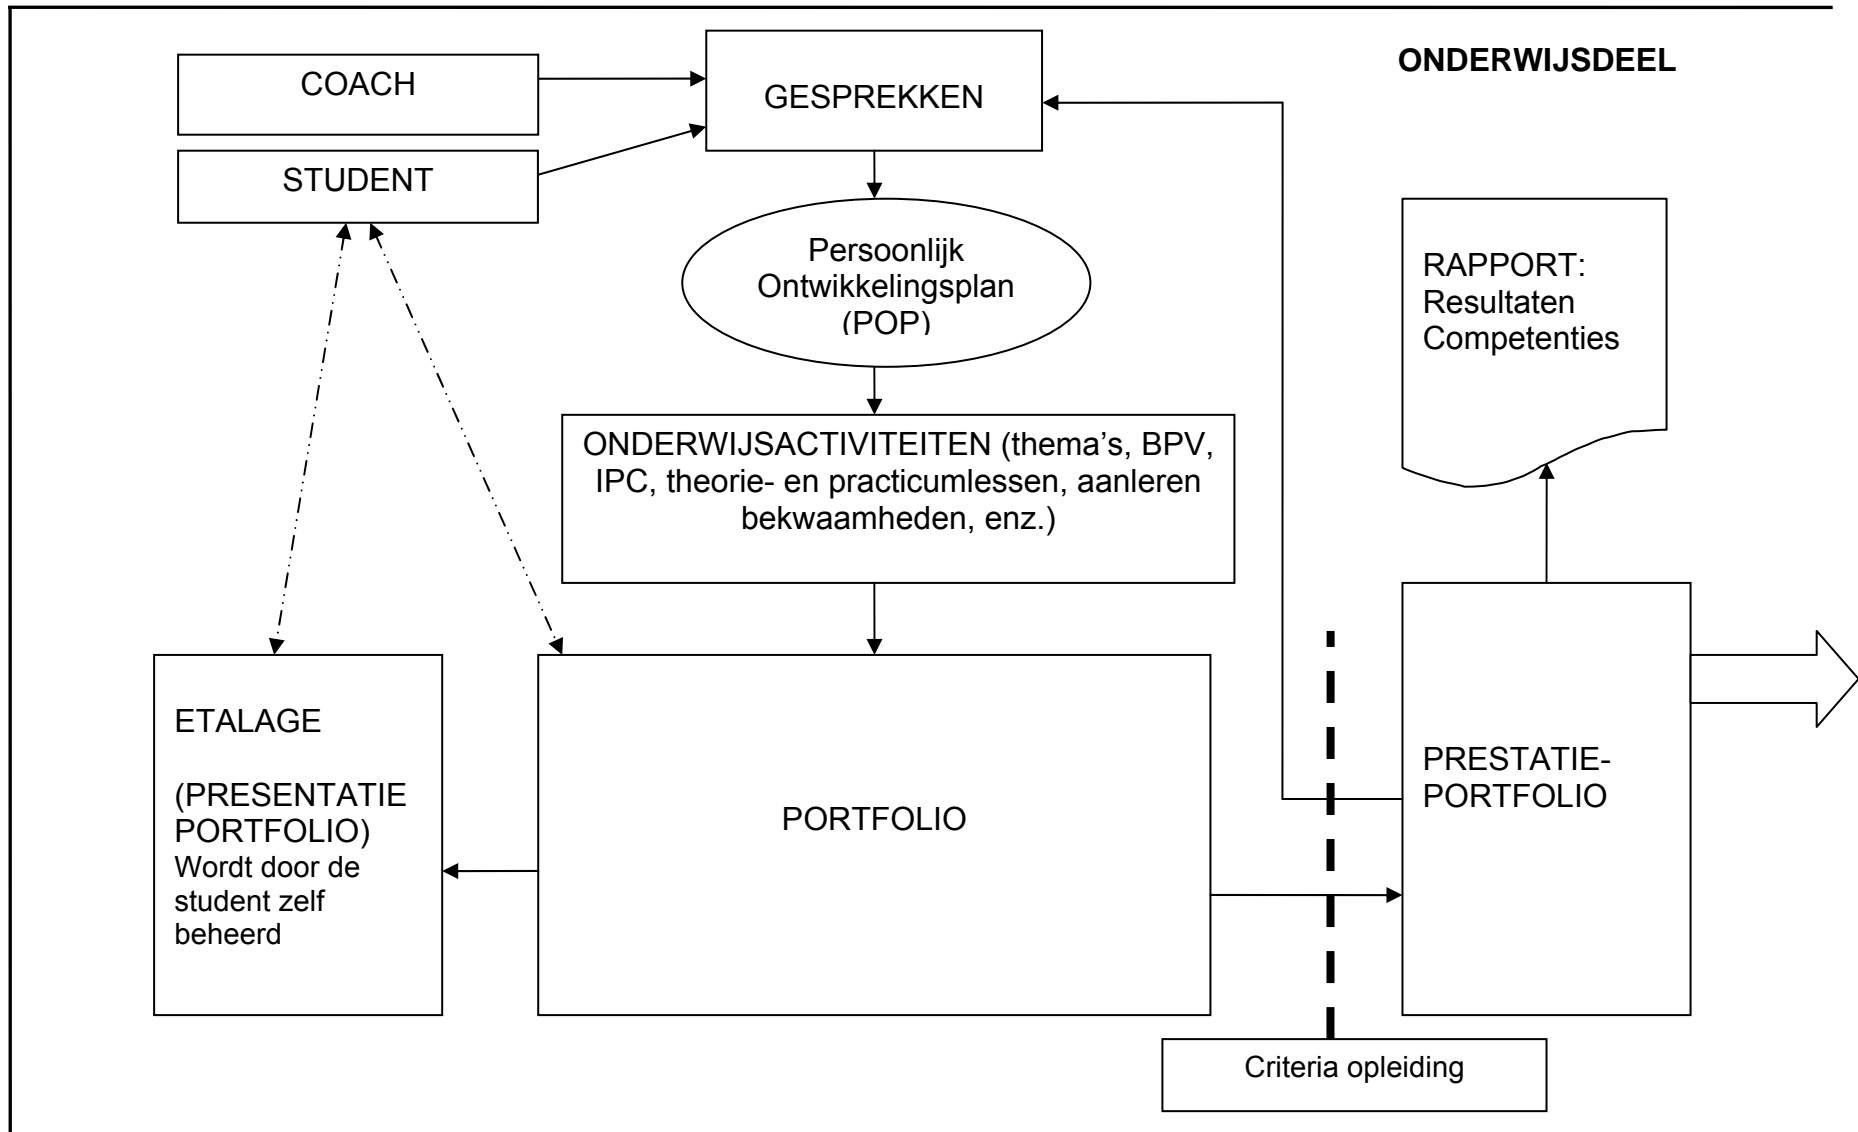 COACH
GESPREKKEN
ONDERWIJSDEEL
STUDENT
Persoonlijk
Ontwikkelingsplan
(POP)
RAPPORT:
Resultaten
Competenties
ONDERWIJSACTIVITEITEN (thema’s, BPV,
IPC, theorie- en practicumlessen, aanleren
bekwaamheden, enz.)
ETALAGE
(PRESENTATIE
PORTFOLIO)
Wordt door de
student zelf
beheerd
PORTFOLIO
PRESTATIE-
PORTFOLIO
Criteria opleiding